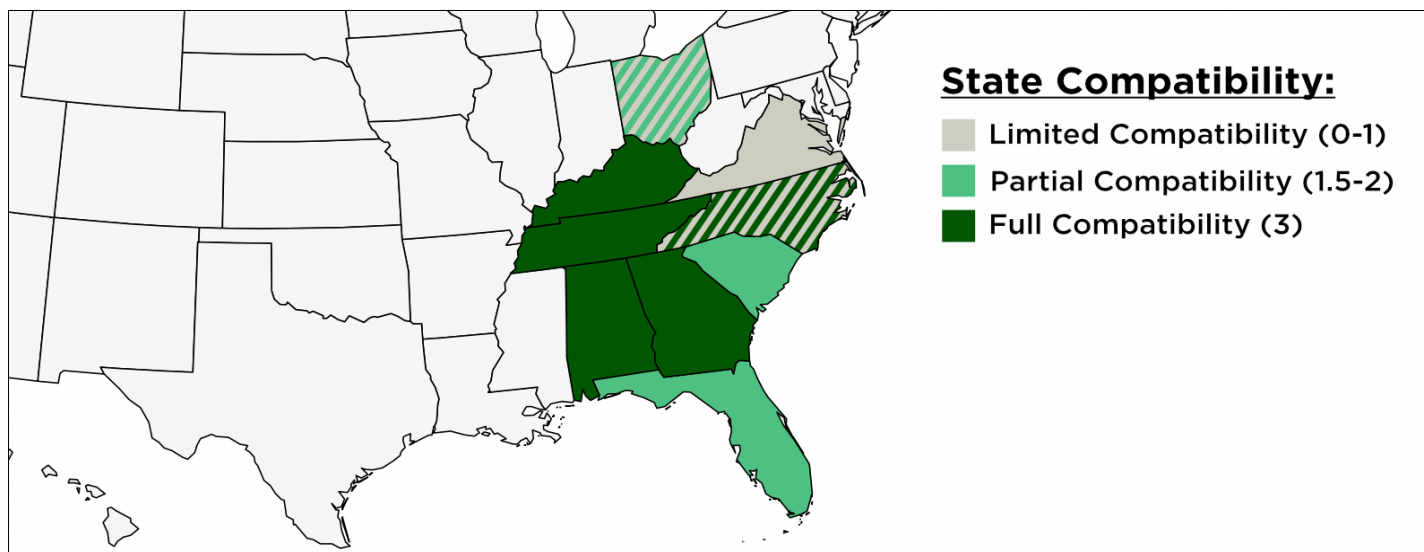 State Compatibility:
Limited Compatibility (0-1)
Partial Compatibility (1.5-2)
Full Compatibility (3)